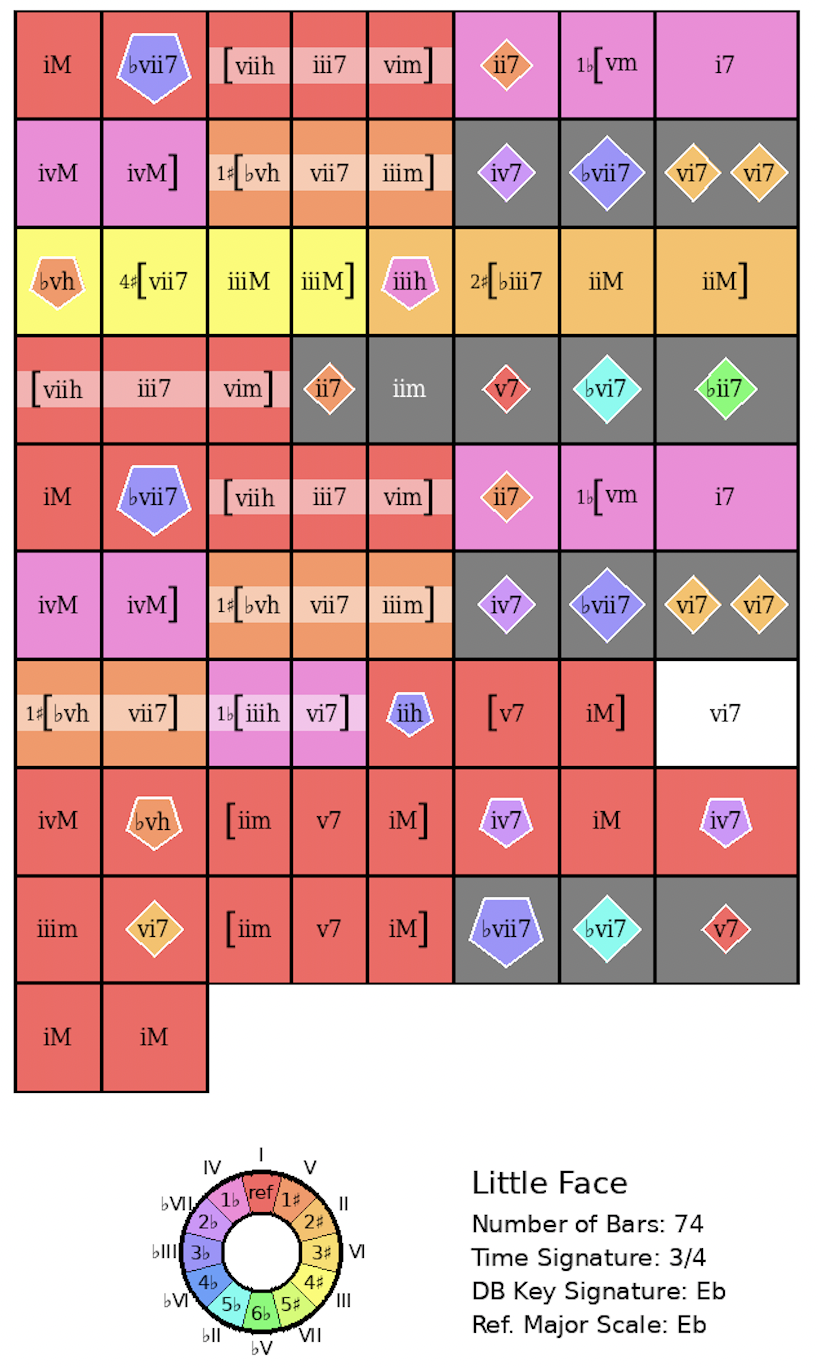 iM ♭vii7 [viih iii7 vim] ii7 1♭[vm i7
ivM ivM] 1♯[♭vh vii7 iiim] iv7 ♭vii7 vi7 vi7
♭vh 4♯[vii7 iiiM iiiM] iiih 2♯[♭iii7 iiM iiM]
[viih iii7 vim] ii7 iim v7 ♭vi7 ♭ii7
iM ♭vii7 [viih iii7 vim] ii7 1♭[vm i7
ivM ivM] 1♯[♭vh vii7 iiim] iv7 ♭vii7 vi7 vi7
1♯[♭vh vii7] 1♭[iiih vi7] iih [v7 iM] vi7
ivM ♭vh [iim v7 iM] iv7 iM iv7
iiim vi7 [iim v7 iM] ♭vii7 ♭vi7 v7
iM iM
I
IV V
♭VII II
♭III VI
♭VI III
♭II VII
♭V
ref
1♭ 1♯
2♭ 2♯
3♭ 3♯
4♭ 4♯
5♭ 5♯
6♭
Little Face
Number of Bars: 74
Time Signature: 3/4
DB Key Signature: Eb
Ref. Major Scale: Eb